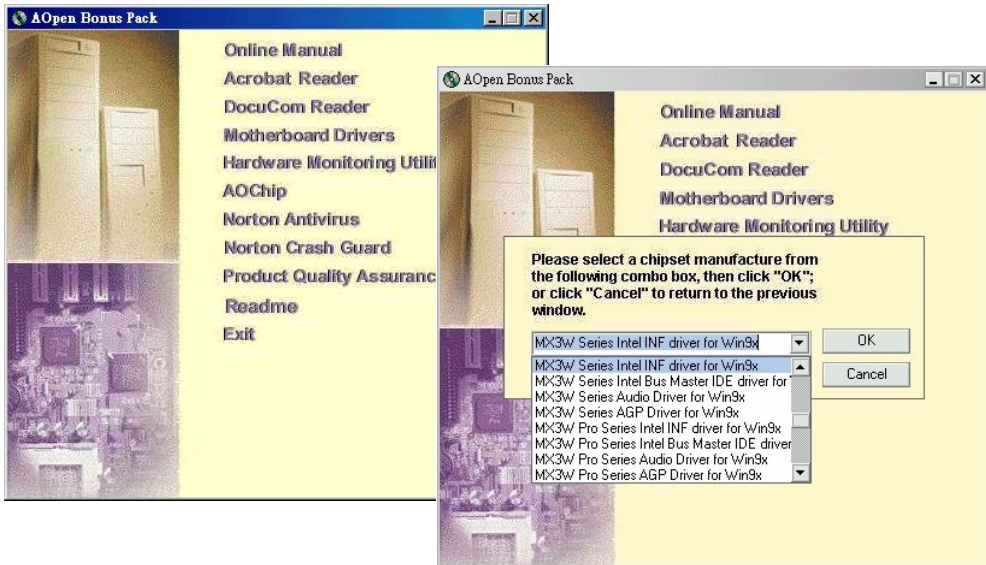 AOpen Bonus Pack
Online Manual
Acrobat Reader
DocuCom Reader
Motherboard Drivers
Hardware Monitoring Utilit
AOChip
Norton Antivirus
Norton Crash Guard
Product Quality Assuranc
Readme
Exit
AOpen Bonus Pack
Online Manual
Acrobat Reader
DocuCom Reader
Motherboard Drivers
Hardware Monitoring Utility
Please select a chipset manufacture from
the following combo box, then click "OK";
or click "Cancel" to return to the previous
window.
MX3W Series Intel INF driver for Win9x
OK
Cancel
MX3W Series Intel INF driver for Win9x
MX3W Series Intel Bus Master IDE driver for
MX3W Series Audio Driver for Win9x
MX3W Series AGP Driver for Win9x
MX3W Pro Series Intel INF driver for Win9x
MX3W Pro Series Intel Bus Master IDE driver
MX3W Pro Series Audio Driver for Win9x
MX3W Pro Series AGP Driver for Win9x